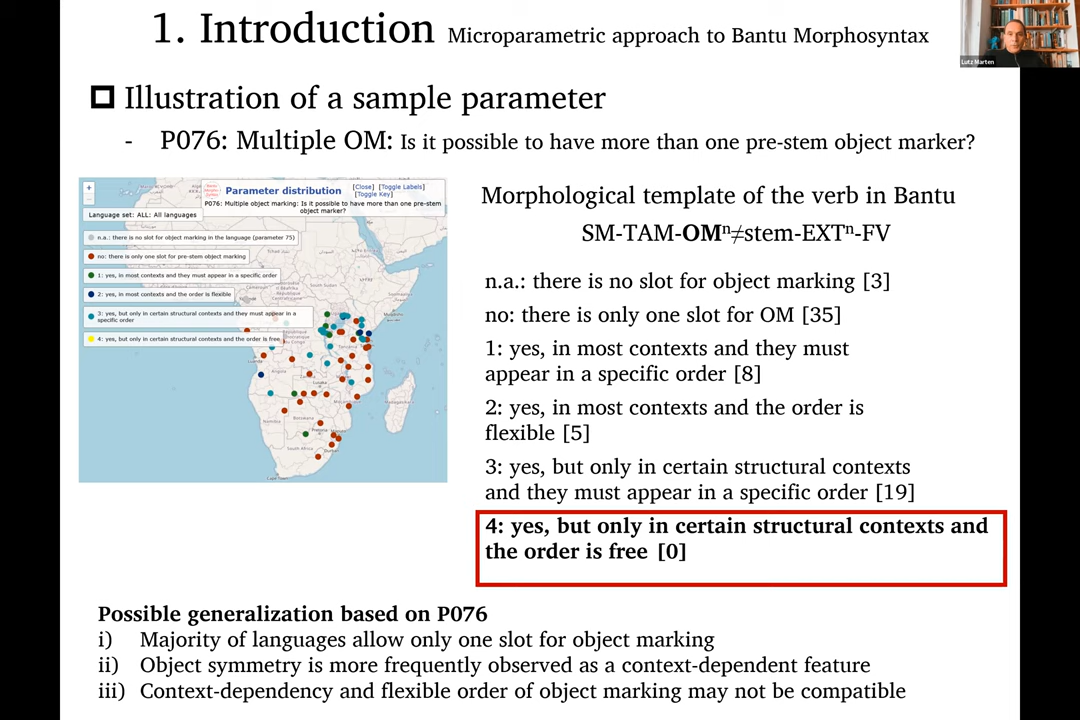 1. Introduction Microparametric approach to Bantu Morphosyntax
Lutz Marten
Illustration of a sample parameter
- P076: Multiple OM: Is it possible to have more than one pre-stem object marker?
+
Parameter distribution
[Close] [Toggle Labels]
[Toggle Key]
P076: Multiple object marking: Is it possible to have more than one pre-stem
object marker?
Language set: ALL: All languages
n.a.: there is no slot for object marking in the language (parameter 75)
no: there is only one slot for pre-stem object marking
1: yes, in most contexts and they must appear in a specific order
2: yes, in most contexts and the order is flexible
3: yes, but only in certain structural contexts and they must appear in a
specific order
4: yes, but only in certain structural contexts and the order is free
Morphological template of the verb in Bantu
SM-TAM-OMⁿ≠stem-EXTⁿ-FV
n.a.: there is no slot for object marking [3]
no: there is only one slot for OM [35]
1: yes, in most contexts and they must
appear in a specific order [8]
2: yes, in most contexts and the order is
flexible [5]
3: yes, but only in certain structural contexts
and they must appear in a specific order [19]
4: yes, but only in certain structural contexts and
the order is free [0]
Possible generalization based on P076
i) Majority of languages allow only one slot for object marking
ii) Object symmetry is more frequently observed as a context-dependent feature
iii) Context-dependency and flexible order of object marking may not be compatible